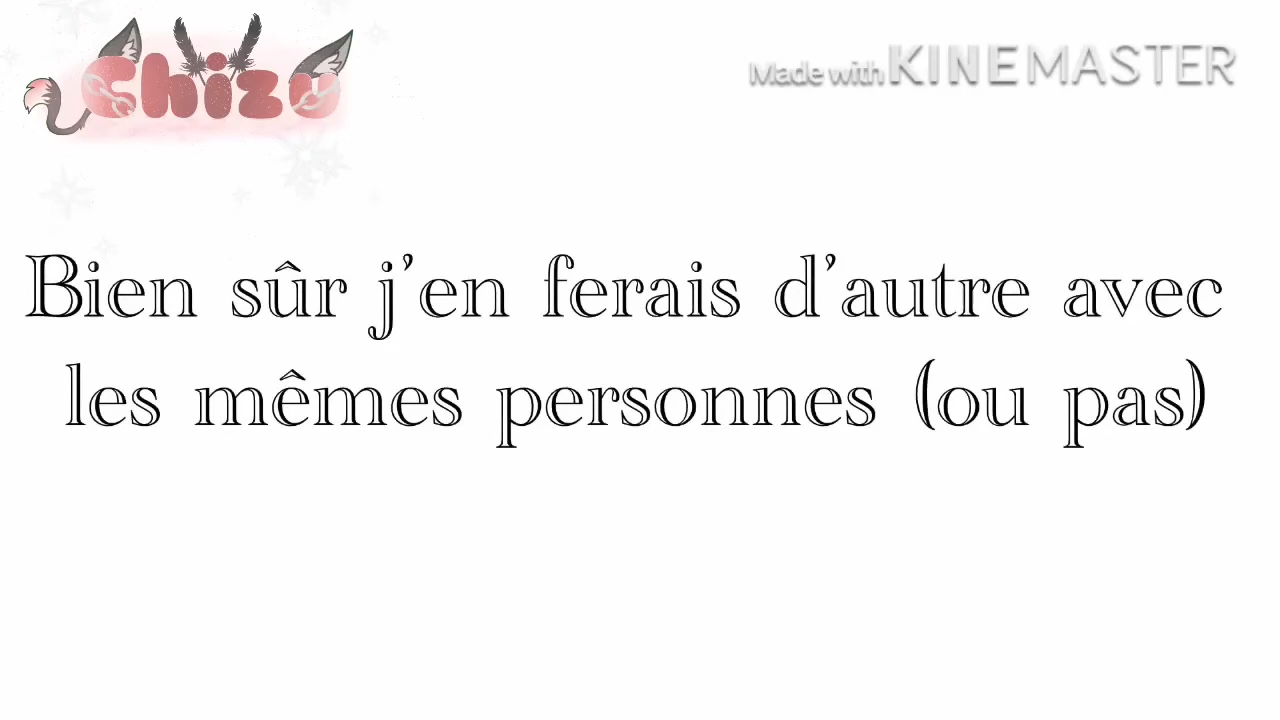 Chizu
Made with KINEMASTER
Bien sûr j'en ferais d'autre avec
les mêmes personnes (ou pas)